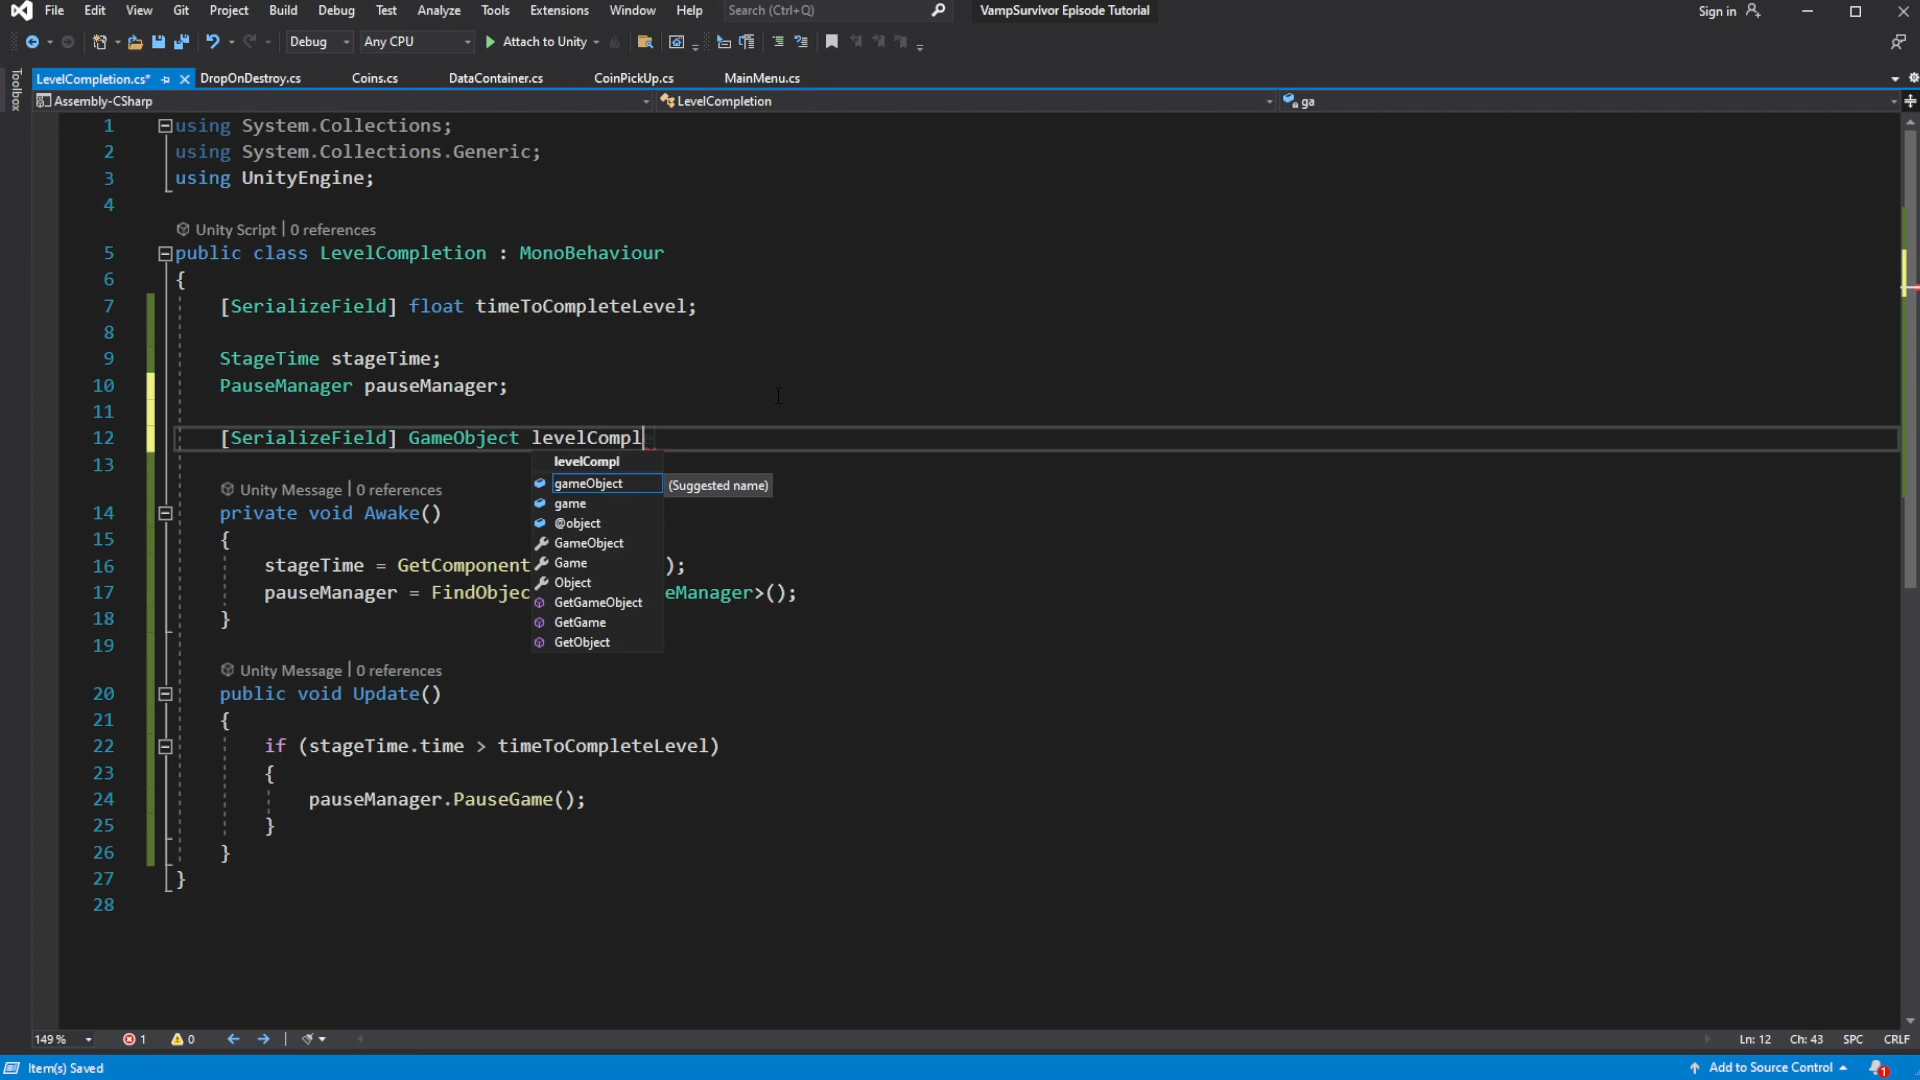 File Edit View Git Project Build Debug Test Analyze Tools Extensions Window Help Search (Ctrl+Q) VampSurvivor Episode Tutorial Sign in
Debug Any CPU Attach to Unity
Toolbox
LevelCompletion.cs* DropOnDestroy.cs Coins.cs DataContainer.cs CoinPickUp.cs MainMenu.cs
Assembly-CSharp LevelCompletion ga
1 using System.Collections;
2 using System.Collections.Generic;
3 using UnityEngine;
4
Unity Script | 0 references
5 public class LevelCompletion : MonoBehaviour
6 {
7 [SerializeField] float timeToCompleteLevel;
8
9 StageTime stageTime;
10 PauseManager pauseManager;
11
12 [SerializeField] GameObject levelCompl
levelCompl
13
gameObject (Suggested name)
Unity Message | 0 references
game
14 private void Awake()
@object
15 {
GameObject
16 stageTime = GetComponent );
Game
Object
17 pauseManager = FindObjec eManager>();
GetGameObject
18 }
GetGame
19
GetObject
Unity Message | 0 references
20 public void Update()
21 {
22 if (stageTime.time > timeToCompleteLevel)
23 {
24 pauseManager.PauseGame();
25 }
26 }
27 }
28
149 % 1 0 Ln: 12 Ch: 43 SPC CRLF
Item(s) Saved Add to Source Control 1